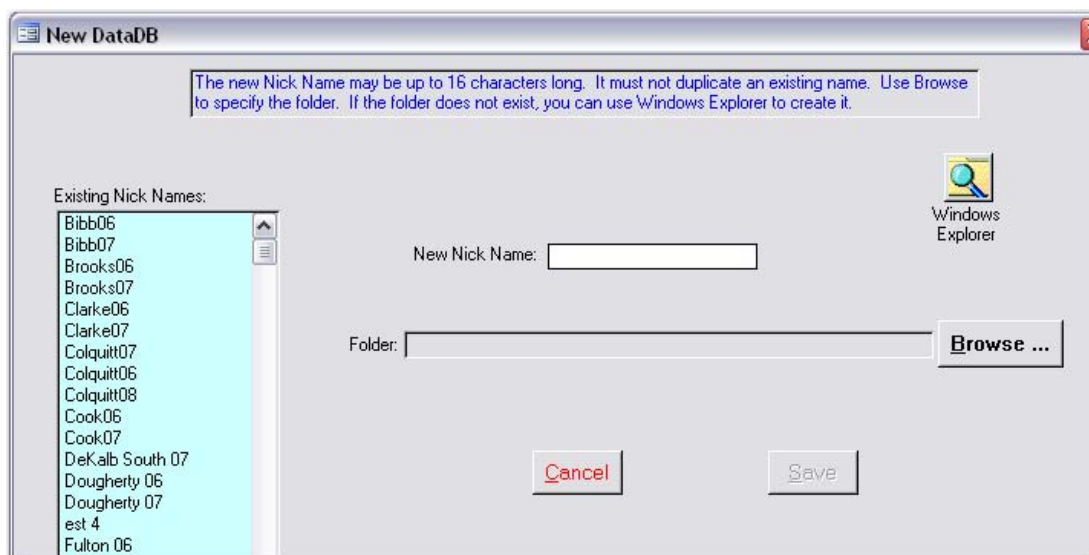 New DataDB
The new Nick Name may be up to 16 characters long. It must not duplicate an existing name. Use Browse
to specify the folder. If the folder does not exist, you can use Windows Explorer to create it.
Windows
Explorer
Existing Nick Names:
Bibb06
Bibb07
Brooks06
Brooks07
Clarke06
Clarke07
Colquitt07
Colquitt06
Colquitt08
Cook06
Cook07
DeKalb South 07
Dougherty 06
Dougherty 07
est 4
Fulton 06
New Nick Name:
Folder:
Browse ...
Cancel
Save